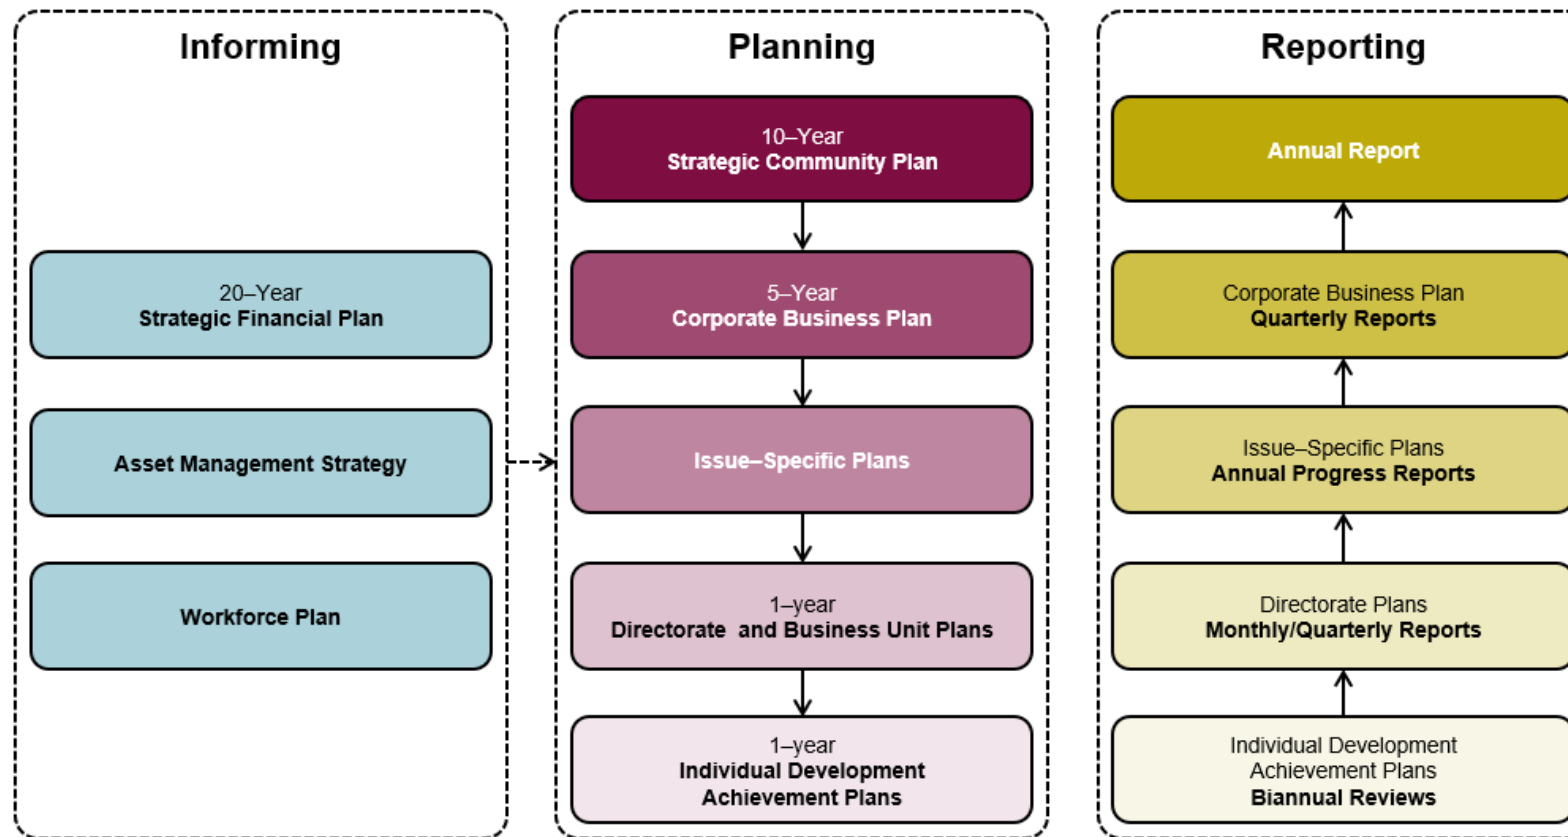 Informing
20–Year
Strategic Financial Plan
Asset Management Strategy
Workforce Plan
Planning
10–Year
Strategic Community Plan
5–Year
Corporate Business Plan
Issue–Specific Plans
1–year
Directorate  and Business Unit Plans
1–year
Individual Development
Achievement Plans
Reporting
Annual Report
Corporate Business Plan
Quarterly Reports
Issue–Specific Plans
Annual Progress Reports
Directorate Plans
Monthly/Quarterly Reports
Individual Development
Achievement Plans
Biannual Reviews